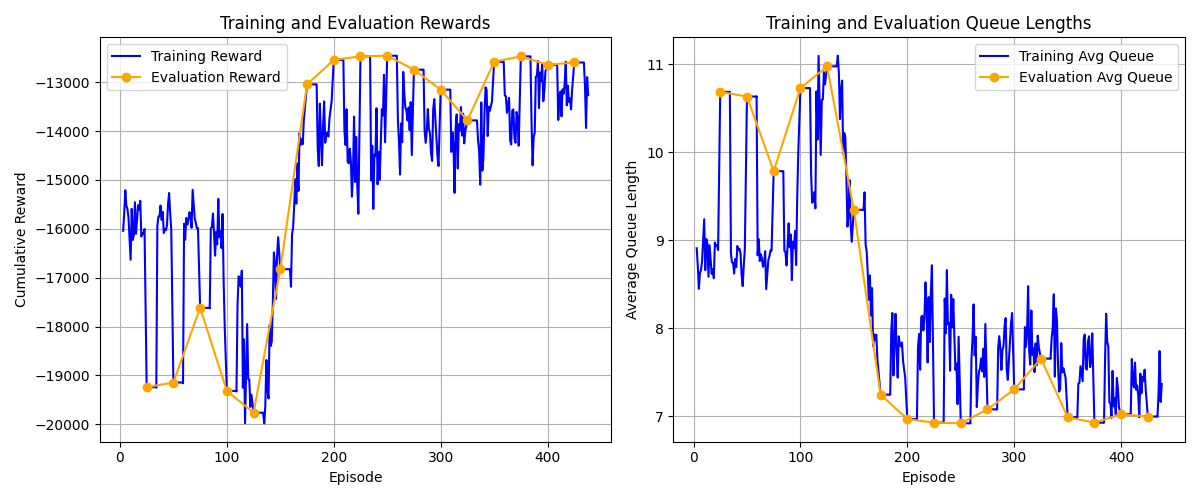 Training and Evaluation Rewards
Training Reward
Evaluation Reward
Cumulative Reward
−13000
−14000
−15000
−16000
−17000
−18000
−19000
−20000
0
100
200
300
400
Episode
Training and Evaluation Queue Lengths
Training Avg Queue
Evaluation Avg Queue
Average Queue Length
11
10
9
8
7
0
100
200
300
400
Episode